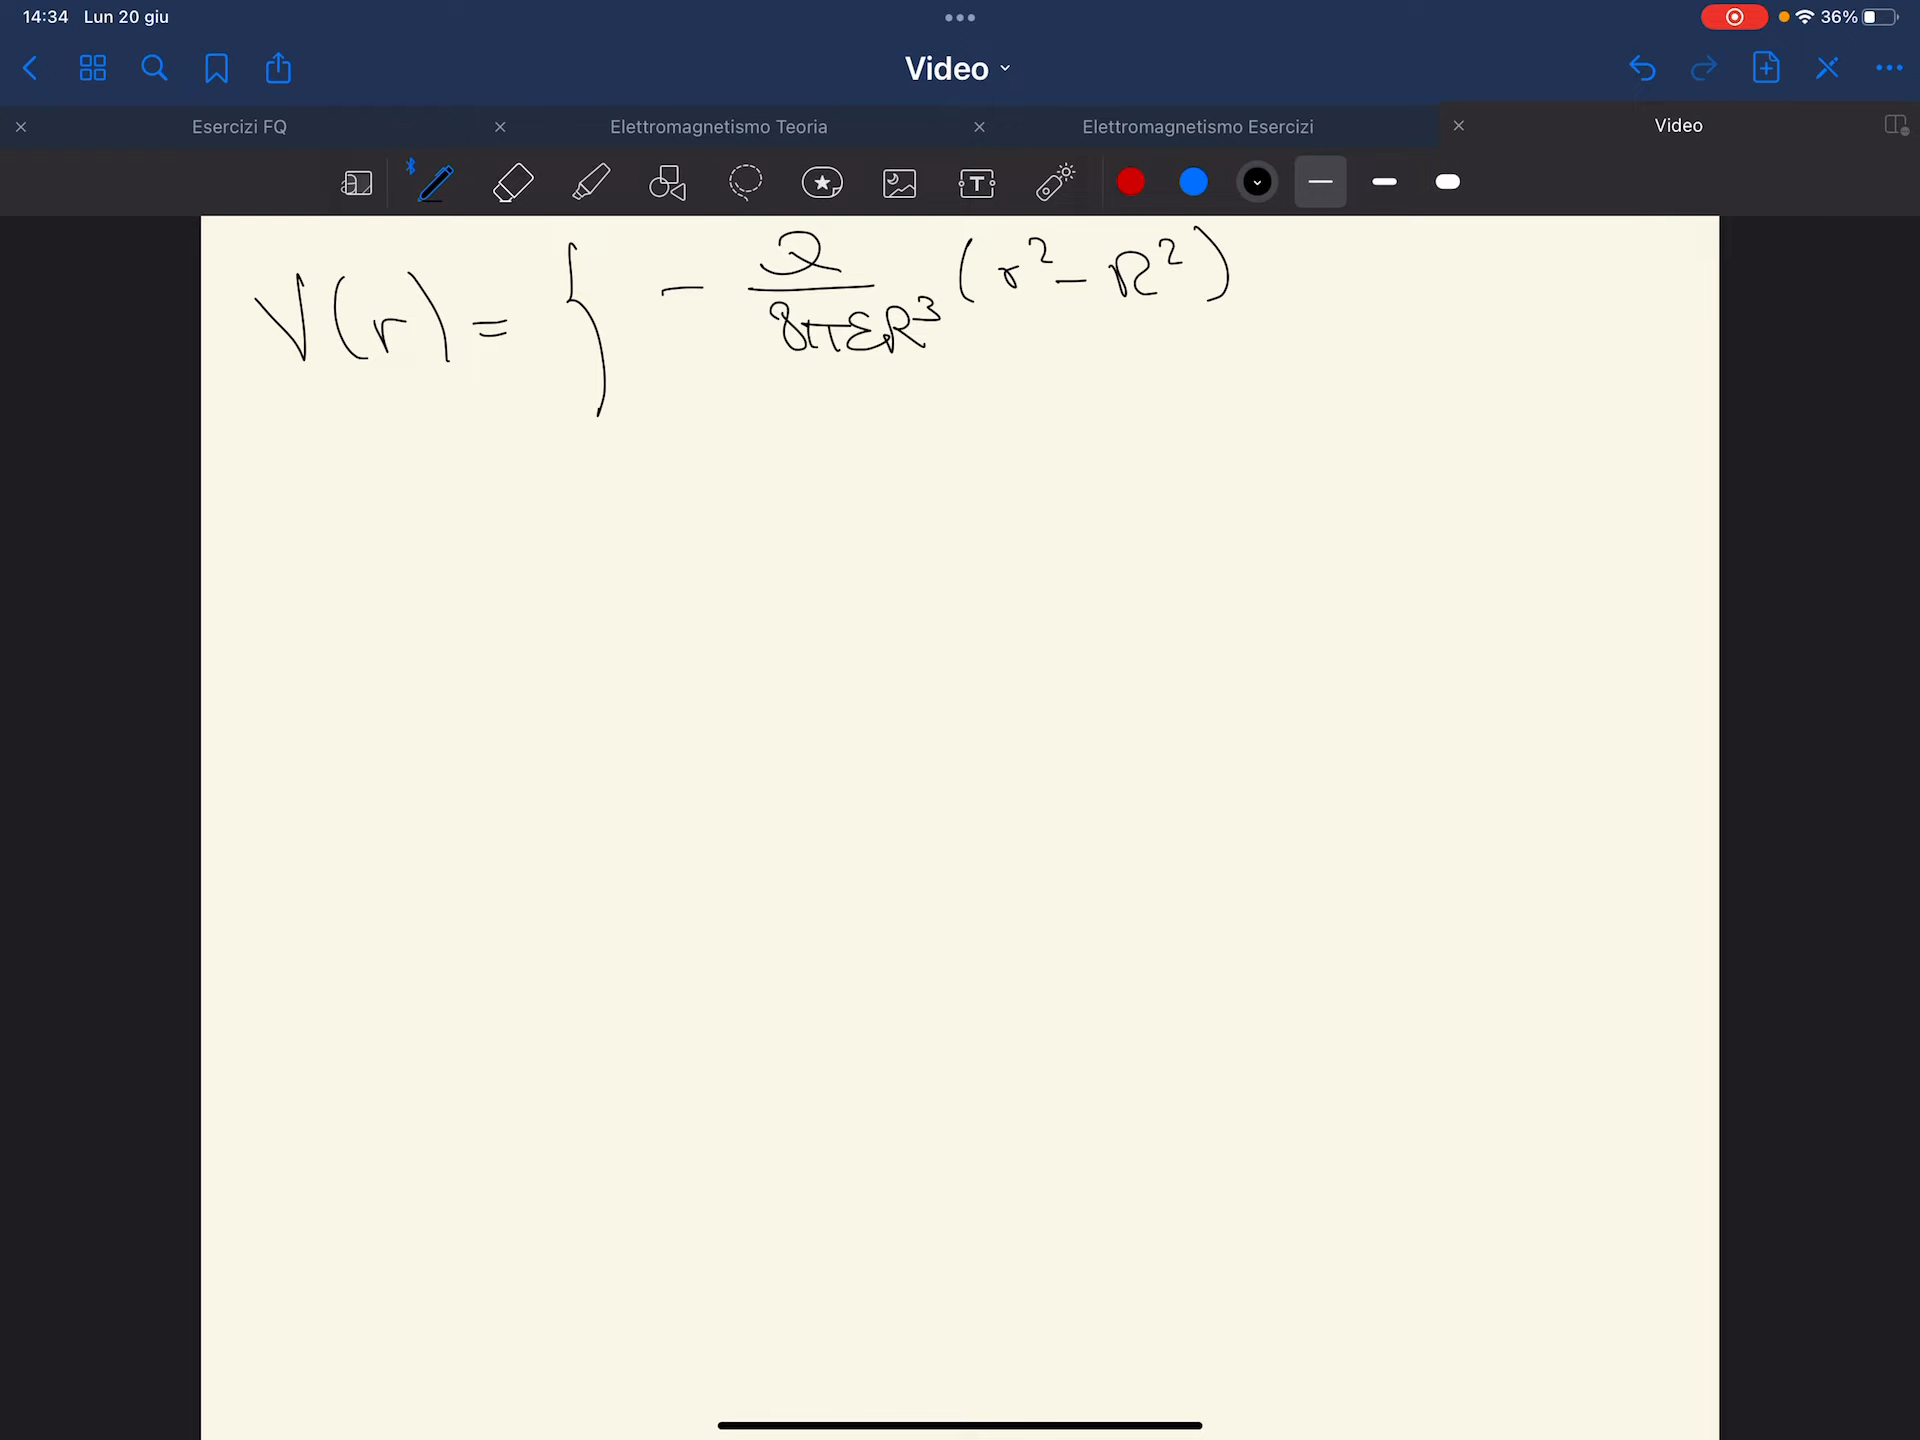 14:34 Lun 20 giu 36%
Video
Esercizi FQ Elettromagnetismo Teoria Elettromagnetismo Esercizi Video
V(r) = { - Q/(8πεR³) (r² - R²)